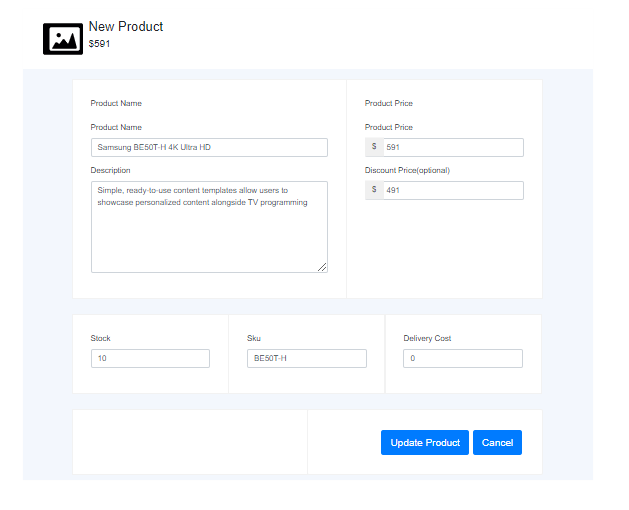 New Product
$591
Product Name
Product Name
Samsung BE50T-H 4K Ultra HD
Description
Simple, ready-to-use content templates allow users to
showcase personalized content alongside TV programming
Product Price
Product Price
$ 591
Discount Price(optional)
$ 491
Stock
10
Sku
BE50T-H
Delivery Cost
0
Update Product
Cancel